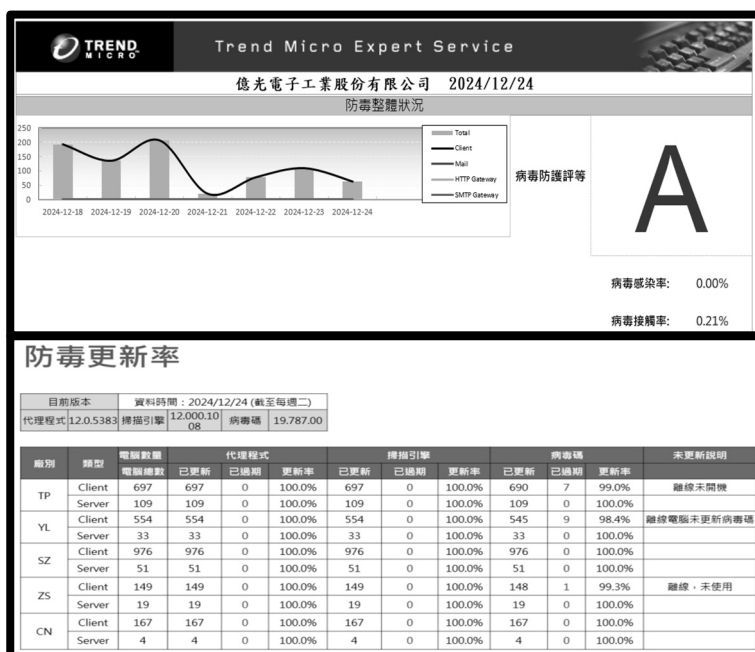 TREND MICRO
Trend Micro Expert Service
億光電子工業股份有限公司 2024/12/24
防毒整體狀況
250
200
150
100
50
0
2024-12-18 2024-12-19 2024-12-20 2024-12-21 2024-12-22 2024-12-23 2024-12-24
Total
Client
Mail
HTTP Gateway
SMTP Gateway
病毒防護評等
A
病毒感染率: 0.00%
病毒接觸率: 0.21%
防毒更新率
目前版本 資料時間:2024/12/24 (截至每週二)
代理程式 12.0.5383 掃描引擎 12.000.1008 病毒碼 19.787.00
廠別 類型 電腦數量 代理程式 掃描引擎 病毒碼 未更新說明
電腦總數 已更新 已過期 更新率 已更新 已過期 更新率 已更新 已過期 更新率
TP Client 697 697 0 100.0% 697 0 100.0% 690 7 99.0% 離線未開機
Server 109 109 0 100.0% 109 0 100.0% 109 0 100.0%
YL Client 554 554 0 100.0% 554 0 100.0% 545 9 98.4% 離線電腦未更新病毒碼
Server 33 33 0 100.0% 33 0 100.0% 33 0 100.0%
SZ Client 976 976 0 100.0% 976 0 100.0% 976 0 100.0%
Server 51 51 0 100.0% 51 0 100.0% 51 0 100.0%
ZS Client 149 149 0 100.0% 149 0 100.0% 148 1 99.3% 離線,未使用
Server 19 19 0 100.0% 19 0 100.0% 19 0 100.0%
CN Client 167 167 0 100.0% 167 0 100.0% 167 0 100.0%
Server 4 4 0 100.0% 4 0 100.0% 4 0 100.0%